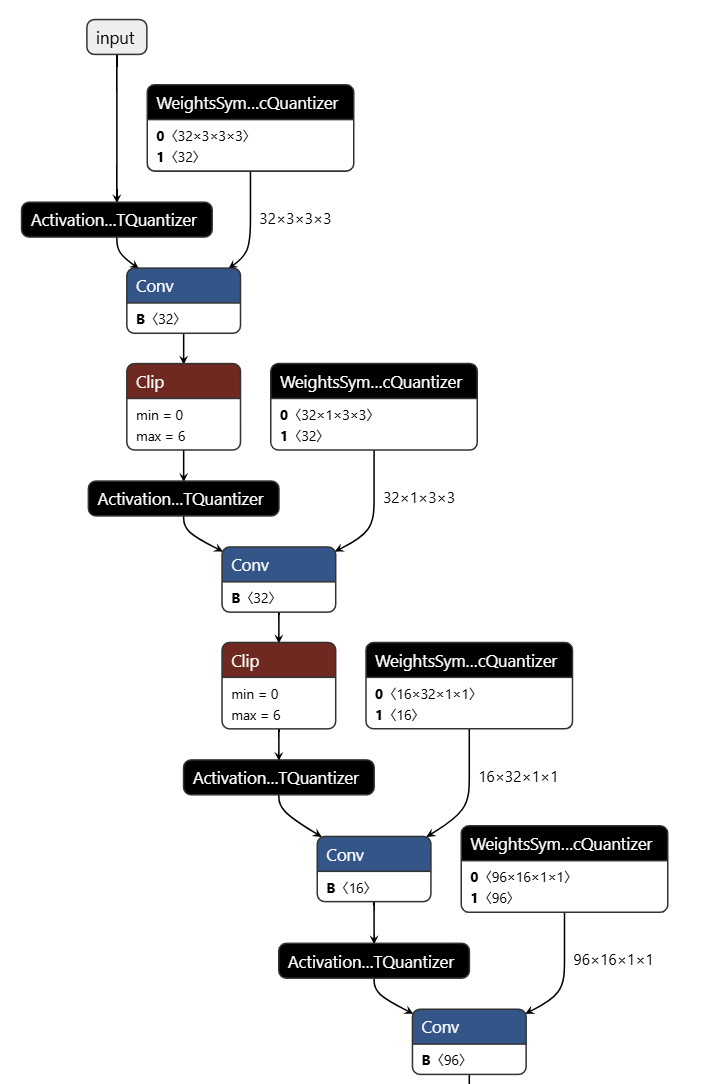 input
WeightsSym...cQuantizer
0〈32×3×3×3〉
1〈32〉
Activation...TQuantizer
32×3×3×3
Conv
B〈32〉
Clip
min = 0
max = 6
WeightsSym...cQuantizer
0〈32×1×3×3〉
1〈32〉
Activation...TQuantizer
32×1×3×3
Conv
B〈32〉
Clip
min = 0
max = 6
WeightsSym...cQuantizer
0〈16×32×1×1〉
1〈16〉
Activation...TQuantizer
16×32×1×1
Conv
B〈16〉
WeightsSym...cQuantizer
0〈96×16×1×1〉
1〈96〉
Activation...TQuantizer
96×16×1×1
Conv
B〈96〉